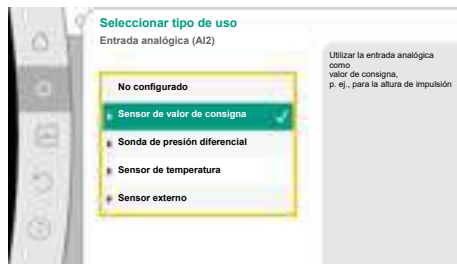 Seleccionar tipo de uso
Entrada analógica (AI2)
No configurado
Sensor de valor de consigna
Sonda de presión diferencial
Sensor de temperatura
Sensor externo
Utilizar la entrada analógica
como
valor de consigna,
p. ej., para la altura de impulsión